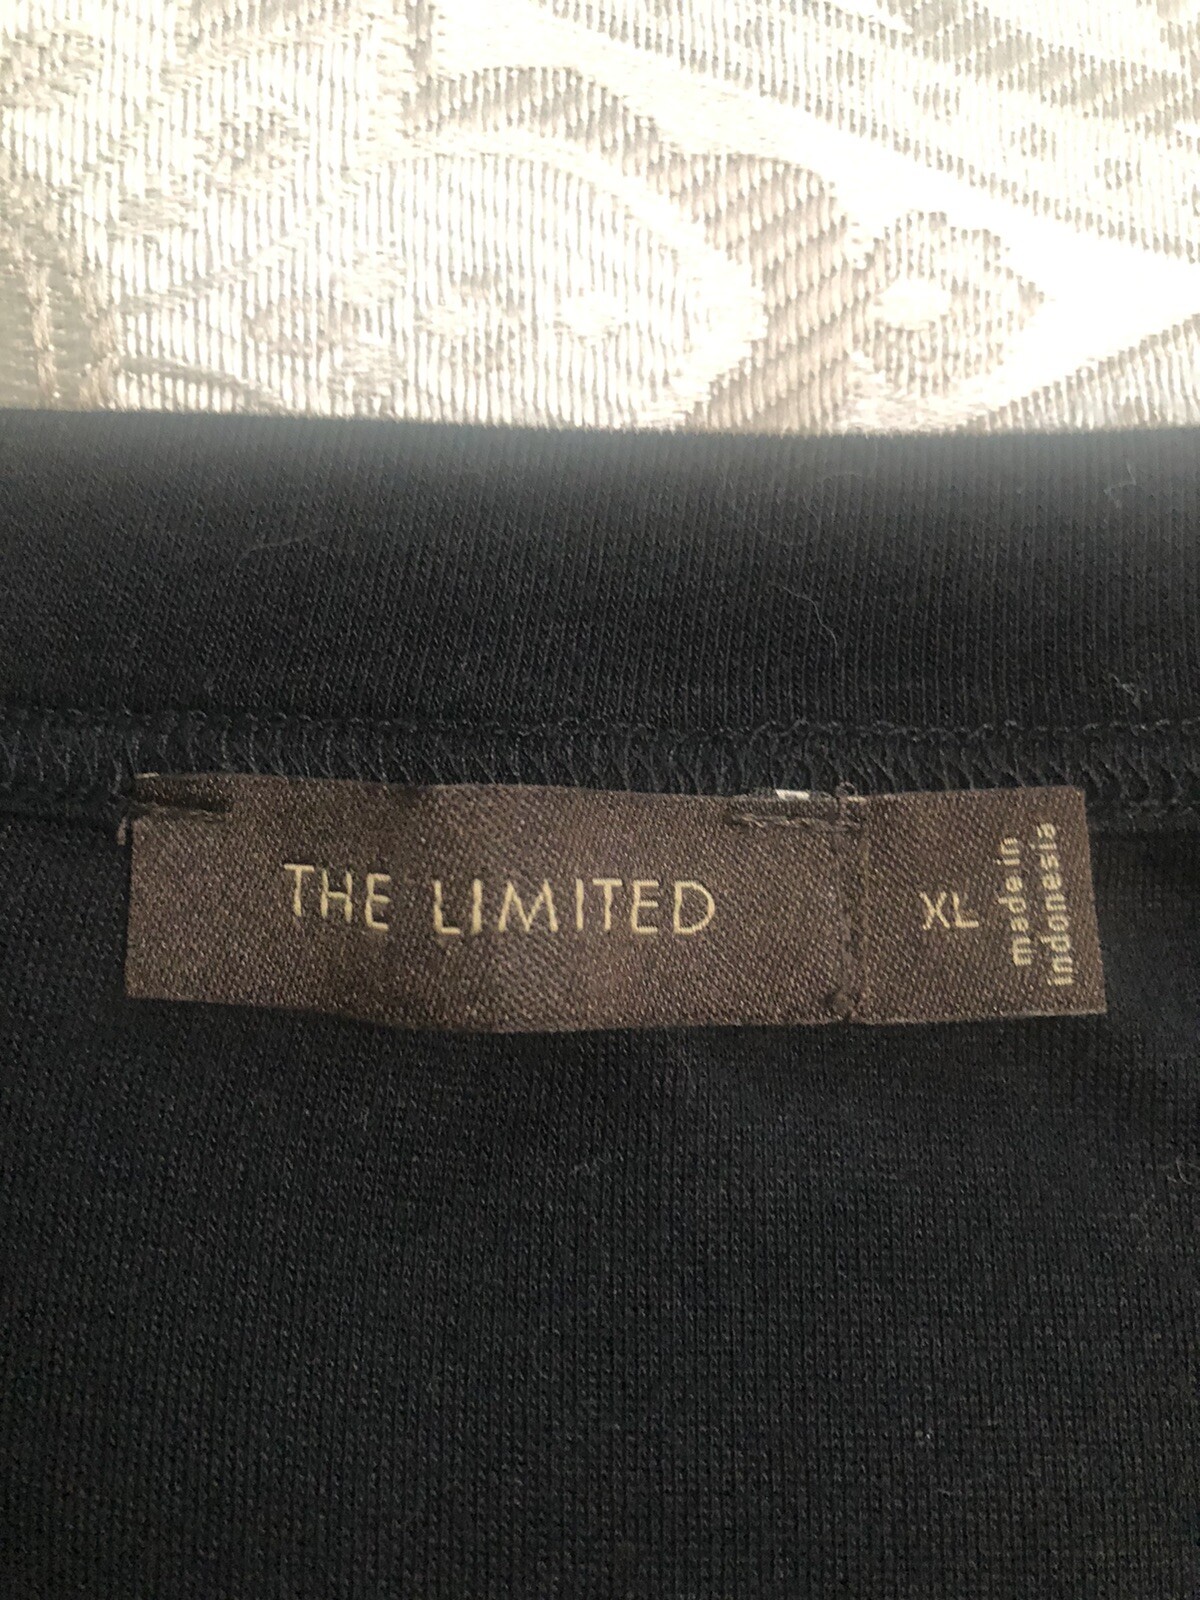 THE LIMITED
XL
made in
indonesia